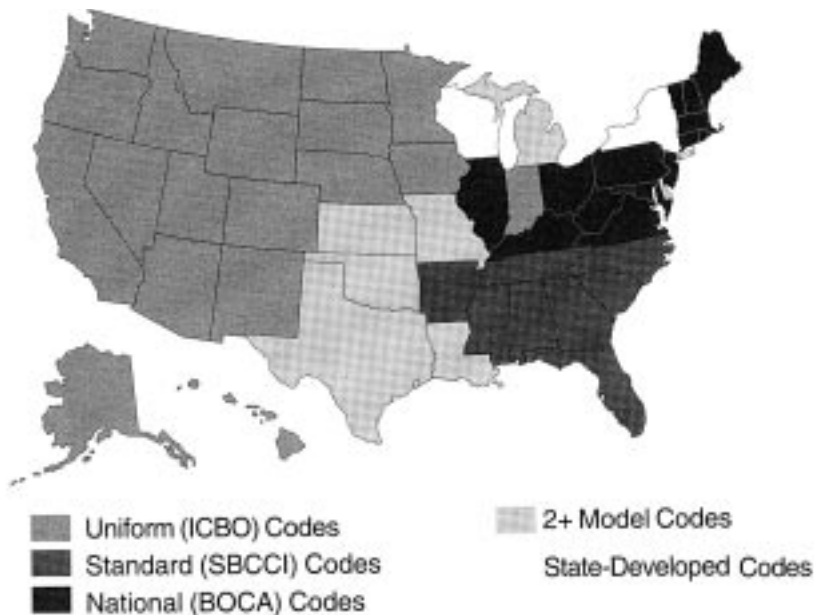 Uniform (ICBO) Codes
Standard (SBCCI) Codes
National (BOCA) Codes
2+ Model Codes
State-Developed Codes